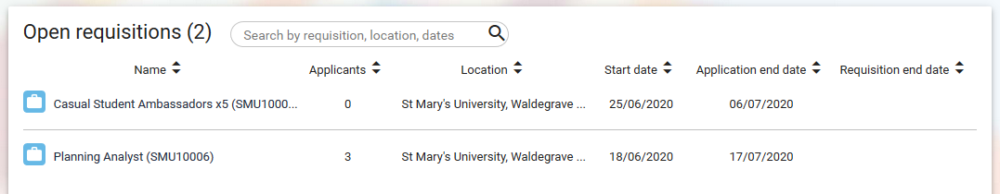 Open requisitions (2)
Search by requisition, location, dates
Name Applicants Location Start date Application end date Requisition end date
Casual Student Ambassadors x5 (SMU1000... 0 St Mary's University, Waldegrave ... 25/06/2020 06/07/2020
Planning Analyst (SMU10006) 3 St Mary's University, Waldegrave ... 18/06/2020 17/07/2020